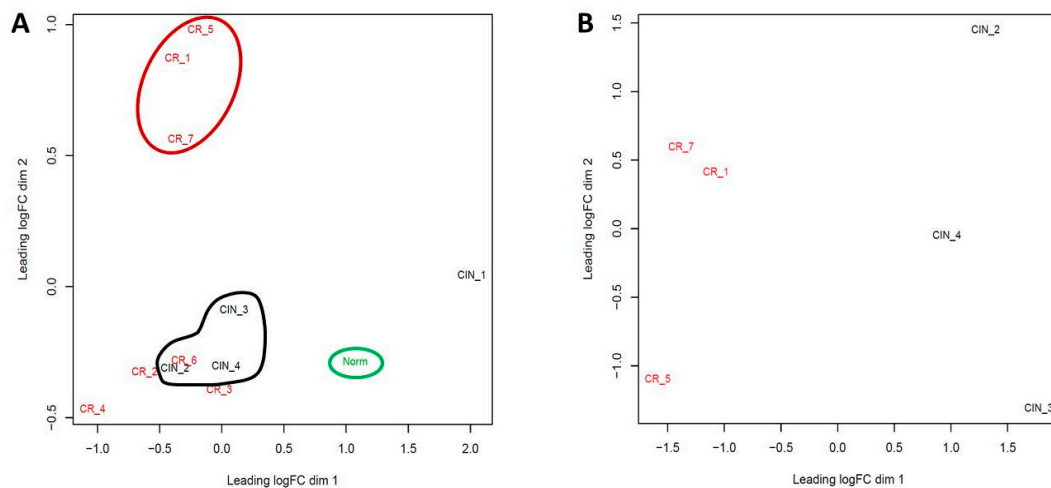 A
B
1.0
0.5
0.0
−0.5
Leading logFC dim 2
CR_5
CR_1
CR_7
CIN_1
CIN_3
CR_6
CR_2
CIN_2
CIN_4
CR_3
CR_4
Norm
−1.0 −0.5 0.0 0.5 1.0 1.5 2.0
Leading logFC dim 1
1.5
1.0
0.5
0.0
−0.5
−1.0
Leading logFC dim 2
CIN_2
CR_7
CR_1
CIN_4
CR_5
CIN_3
−1.5 −1.0 −0.5 0.0 0.5 1.0 1.5
Leading logFC dim 1